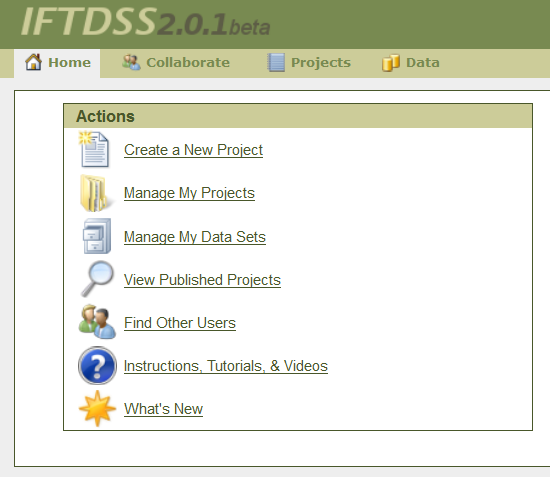 IFTDSS2.0.1beta
Home Collaborate Projects Data
Actions
Create a New Project
Manage My Projects
Manage My Data Sets
View Published Projects
Find Other Users
? Instructions, Tutorials, & Videos
What's New